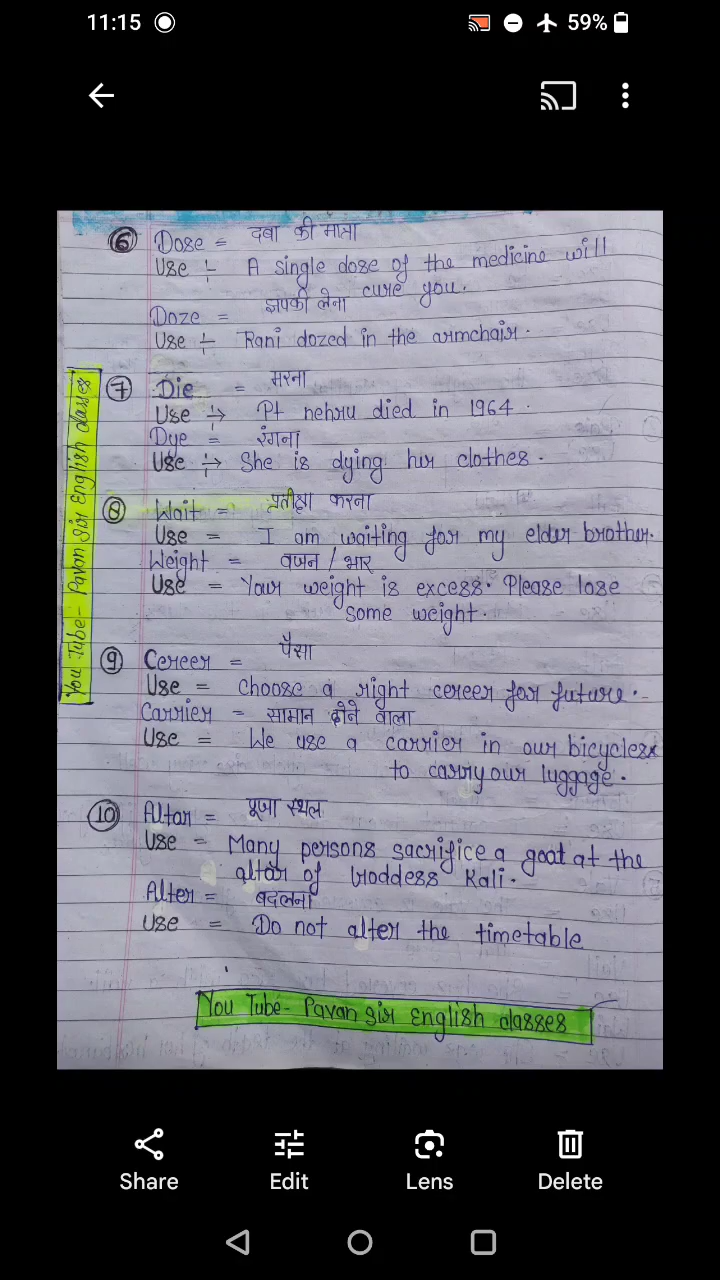 11:15
59%
6 Dose = दवा की मात्रा
Use ÷ A single dose of the medicine will
cure you.
Doze = झपकी लेना
Use ÷ Rani dozed in the armchair.
7 Die = मरना
Use ÷→ Pt nehru died in 1964.
Dye = रंगना
Use ÷→ She is dying her clothes.
8 Wait = प्रतीक्षा करना
Use = I am waiting for my elder brother.
Weight = वजन / भार
Use = Your weight is excess. Please lose
some weight.
9 Cereer = पैसा
Use = Choose a right cereer for future.
Carrier = सामान ढोने वाला
Use = We use a carrier in our bicycles
to carry our luggage.
10 Altar = पूजा स्थल
Use = Many persons sacrifice a goat at the
altar of Goddess Kali.
Alter = बदलना
Use = Do not alter the timetable
You Tube- Pavan Sir English classes
You Tube- Pavan Sir English classes
Share Edit Lens Delete